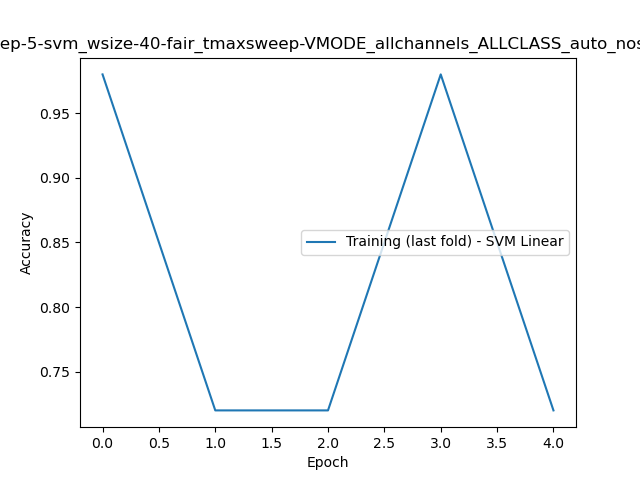 ep-5-svm_wsize-40-fair_tmaxsweep-VMODE_allchannels_ALLCLASS_auto_nos
0.95
0.90
0.85
0.80
0.75
Accuracy
Training (last fold) - SVM Linear
0.0 0.5 1.0 1.5 2.0 2.5 3.0 3.5 4.0
Epoch